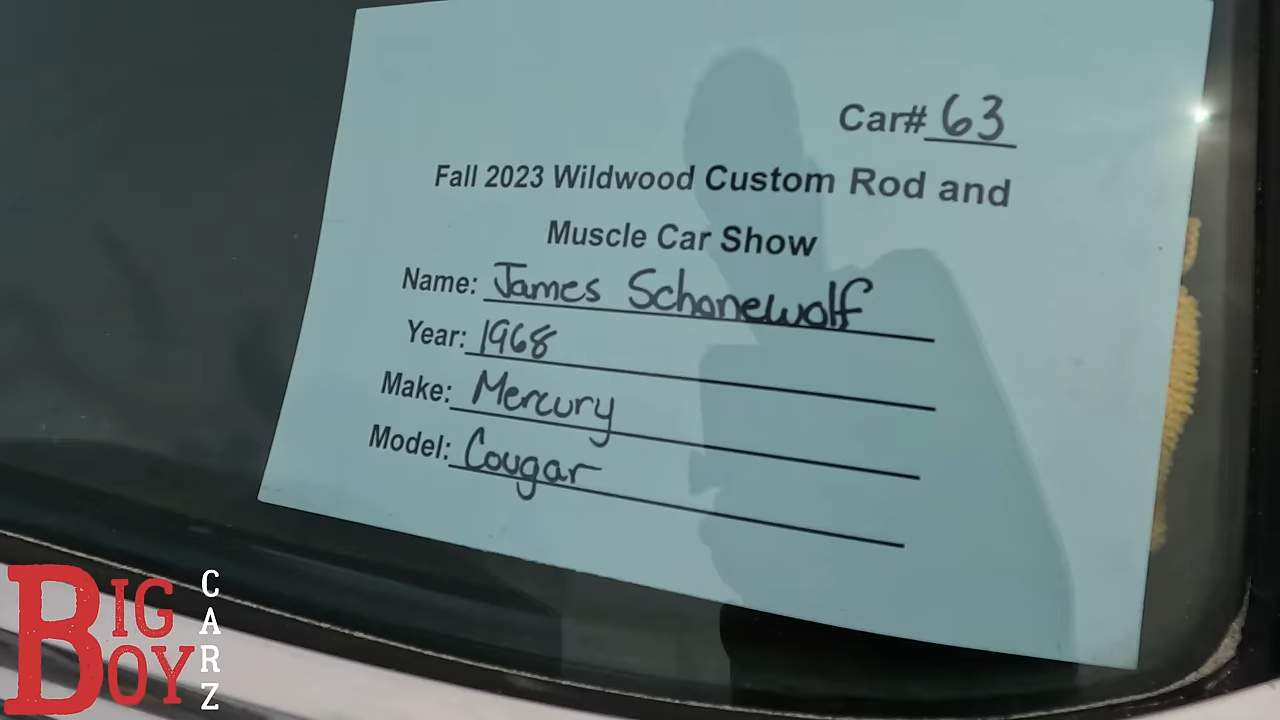 Car# 63
Fall 2023 Wildwood Custom Rod and
Muscle Car Show
Name: James Schonewolf
Year: 1968
Make: Mercury
Model: Cougar
BIG
BOY
CARZ